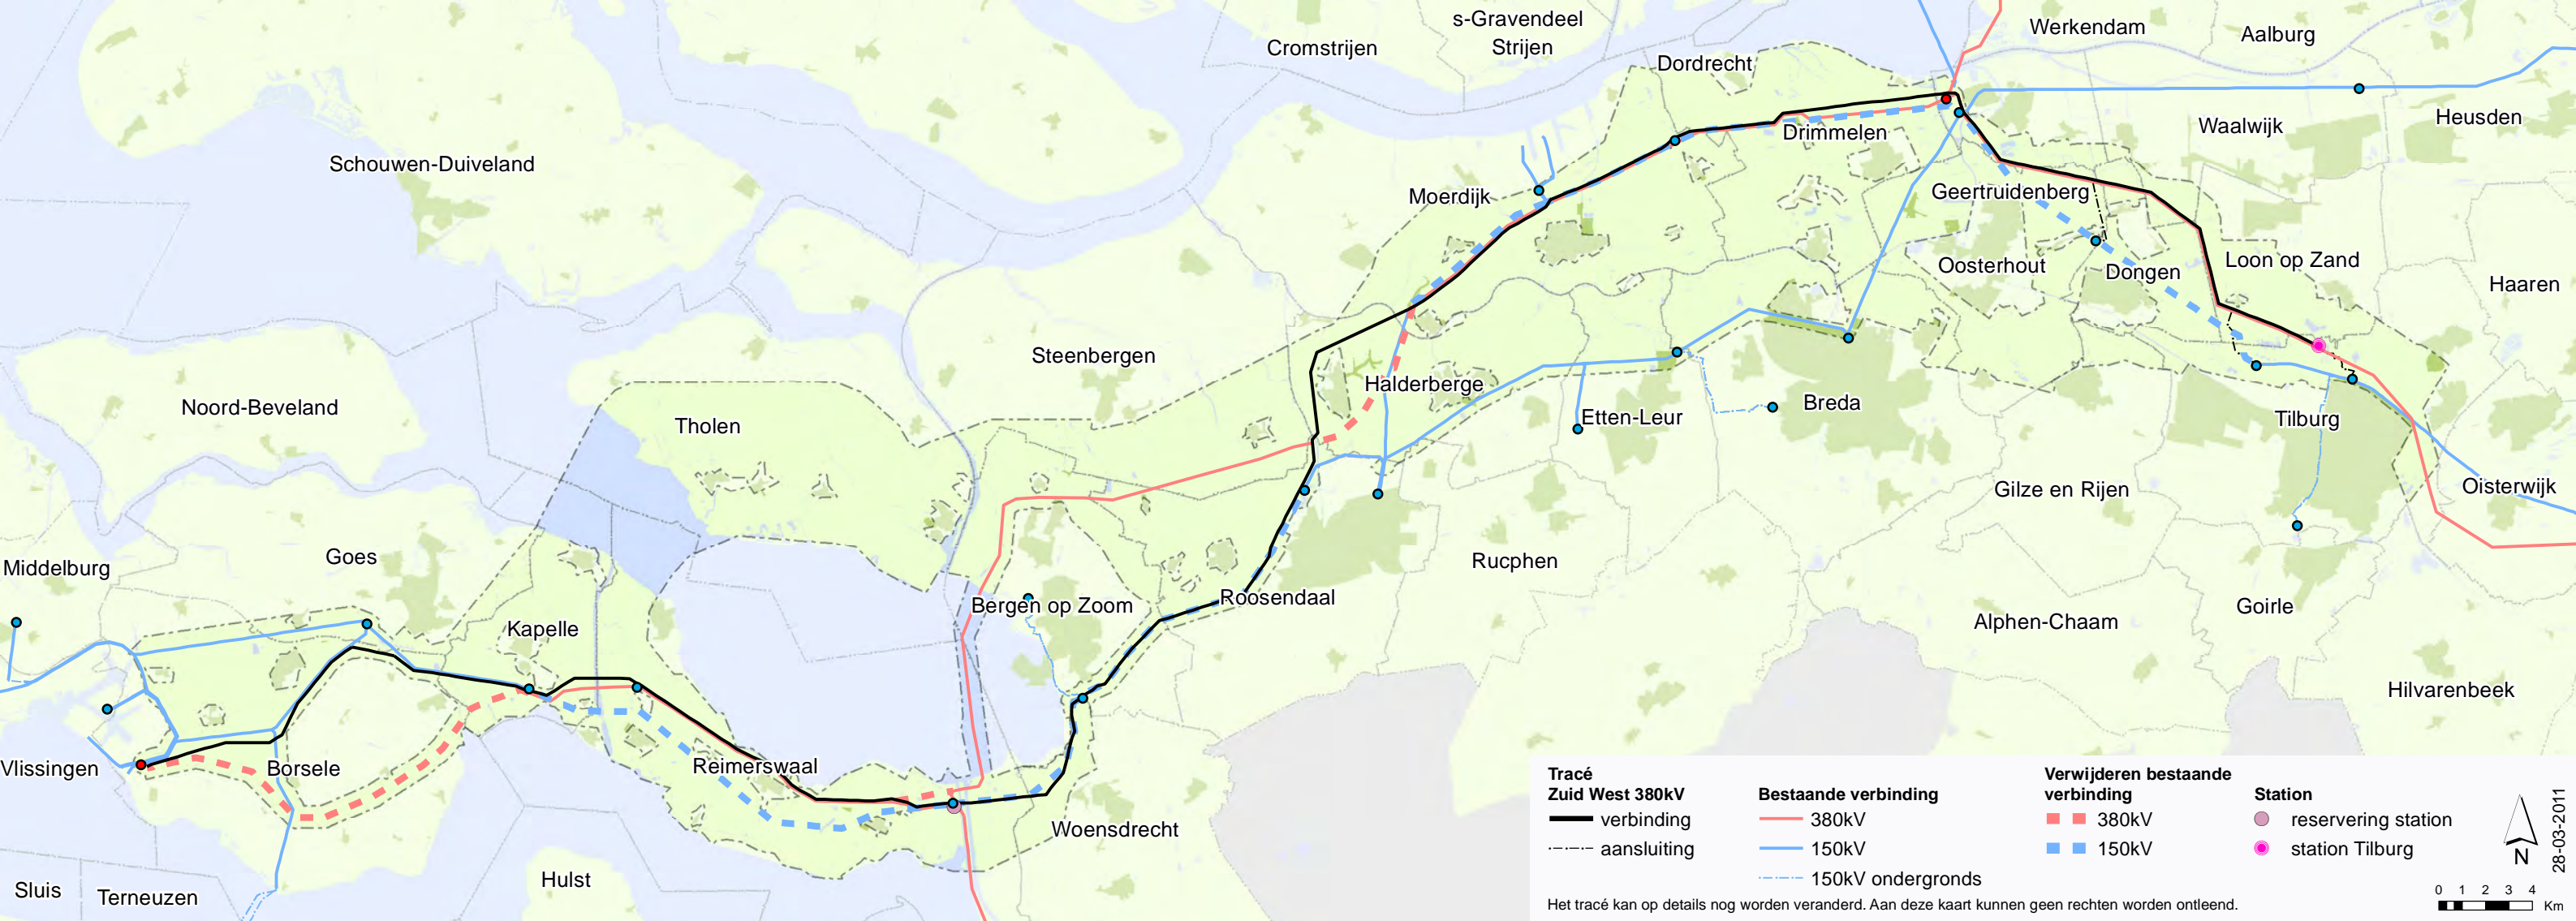 s-Gravendeel
Strijen
Cromstrijen
Werkendam
Aalburg
Dordrecht
Heusden
Waalwijk
Drimmelen
Schouwen-Duiveland
Moerdijk
Geertruidenberg
Loon op Zand
Oosterhout
Dongen
Haaren
Steenbergen
Halderberge
Noord-Beveland
Tholen
Etten-Leur
Breda
Tilburg
Gilze en Rijen
Oisterwijk
Middelburg
Goes
Rucphen
Bergen op Zoom
Roosendaal
Goirle
Kapelle
Alphen-Chaam
Hilvarenbeek
Vlissingen
Borsele
Reimerswaal
Woensdrecht
Sluis
Terneuzen
Hulst
Tracé
Zuid West 380kV
verbinding
aansluiting
Bestaande verbinding
380kV
150kV
150kV ondergronds
Verwijderen bestaande
verbinding
380kV
150kV
Station
reservering station
station Tilburg
N
28-03-2011
0 1 2 3 4
Km
Het tracé kan op details nog worden veranderd. Aan deze kaart kunnen geen rechten worden ontleend.